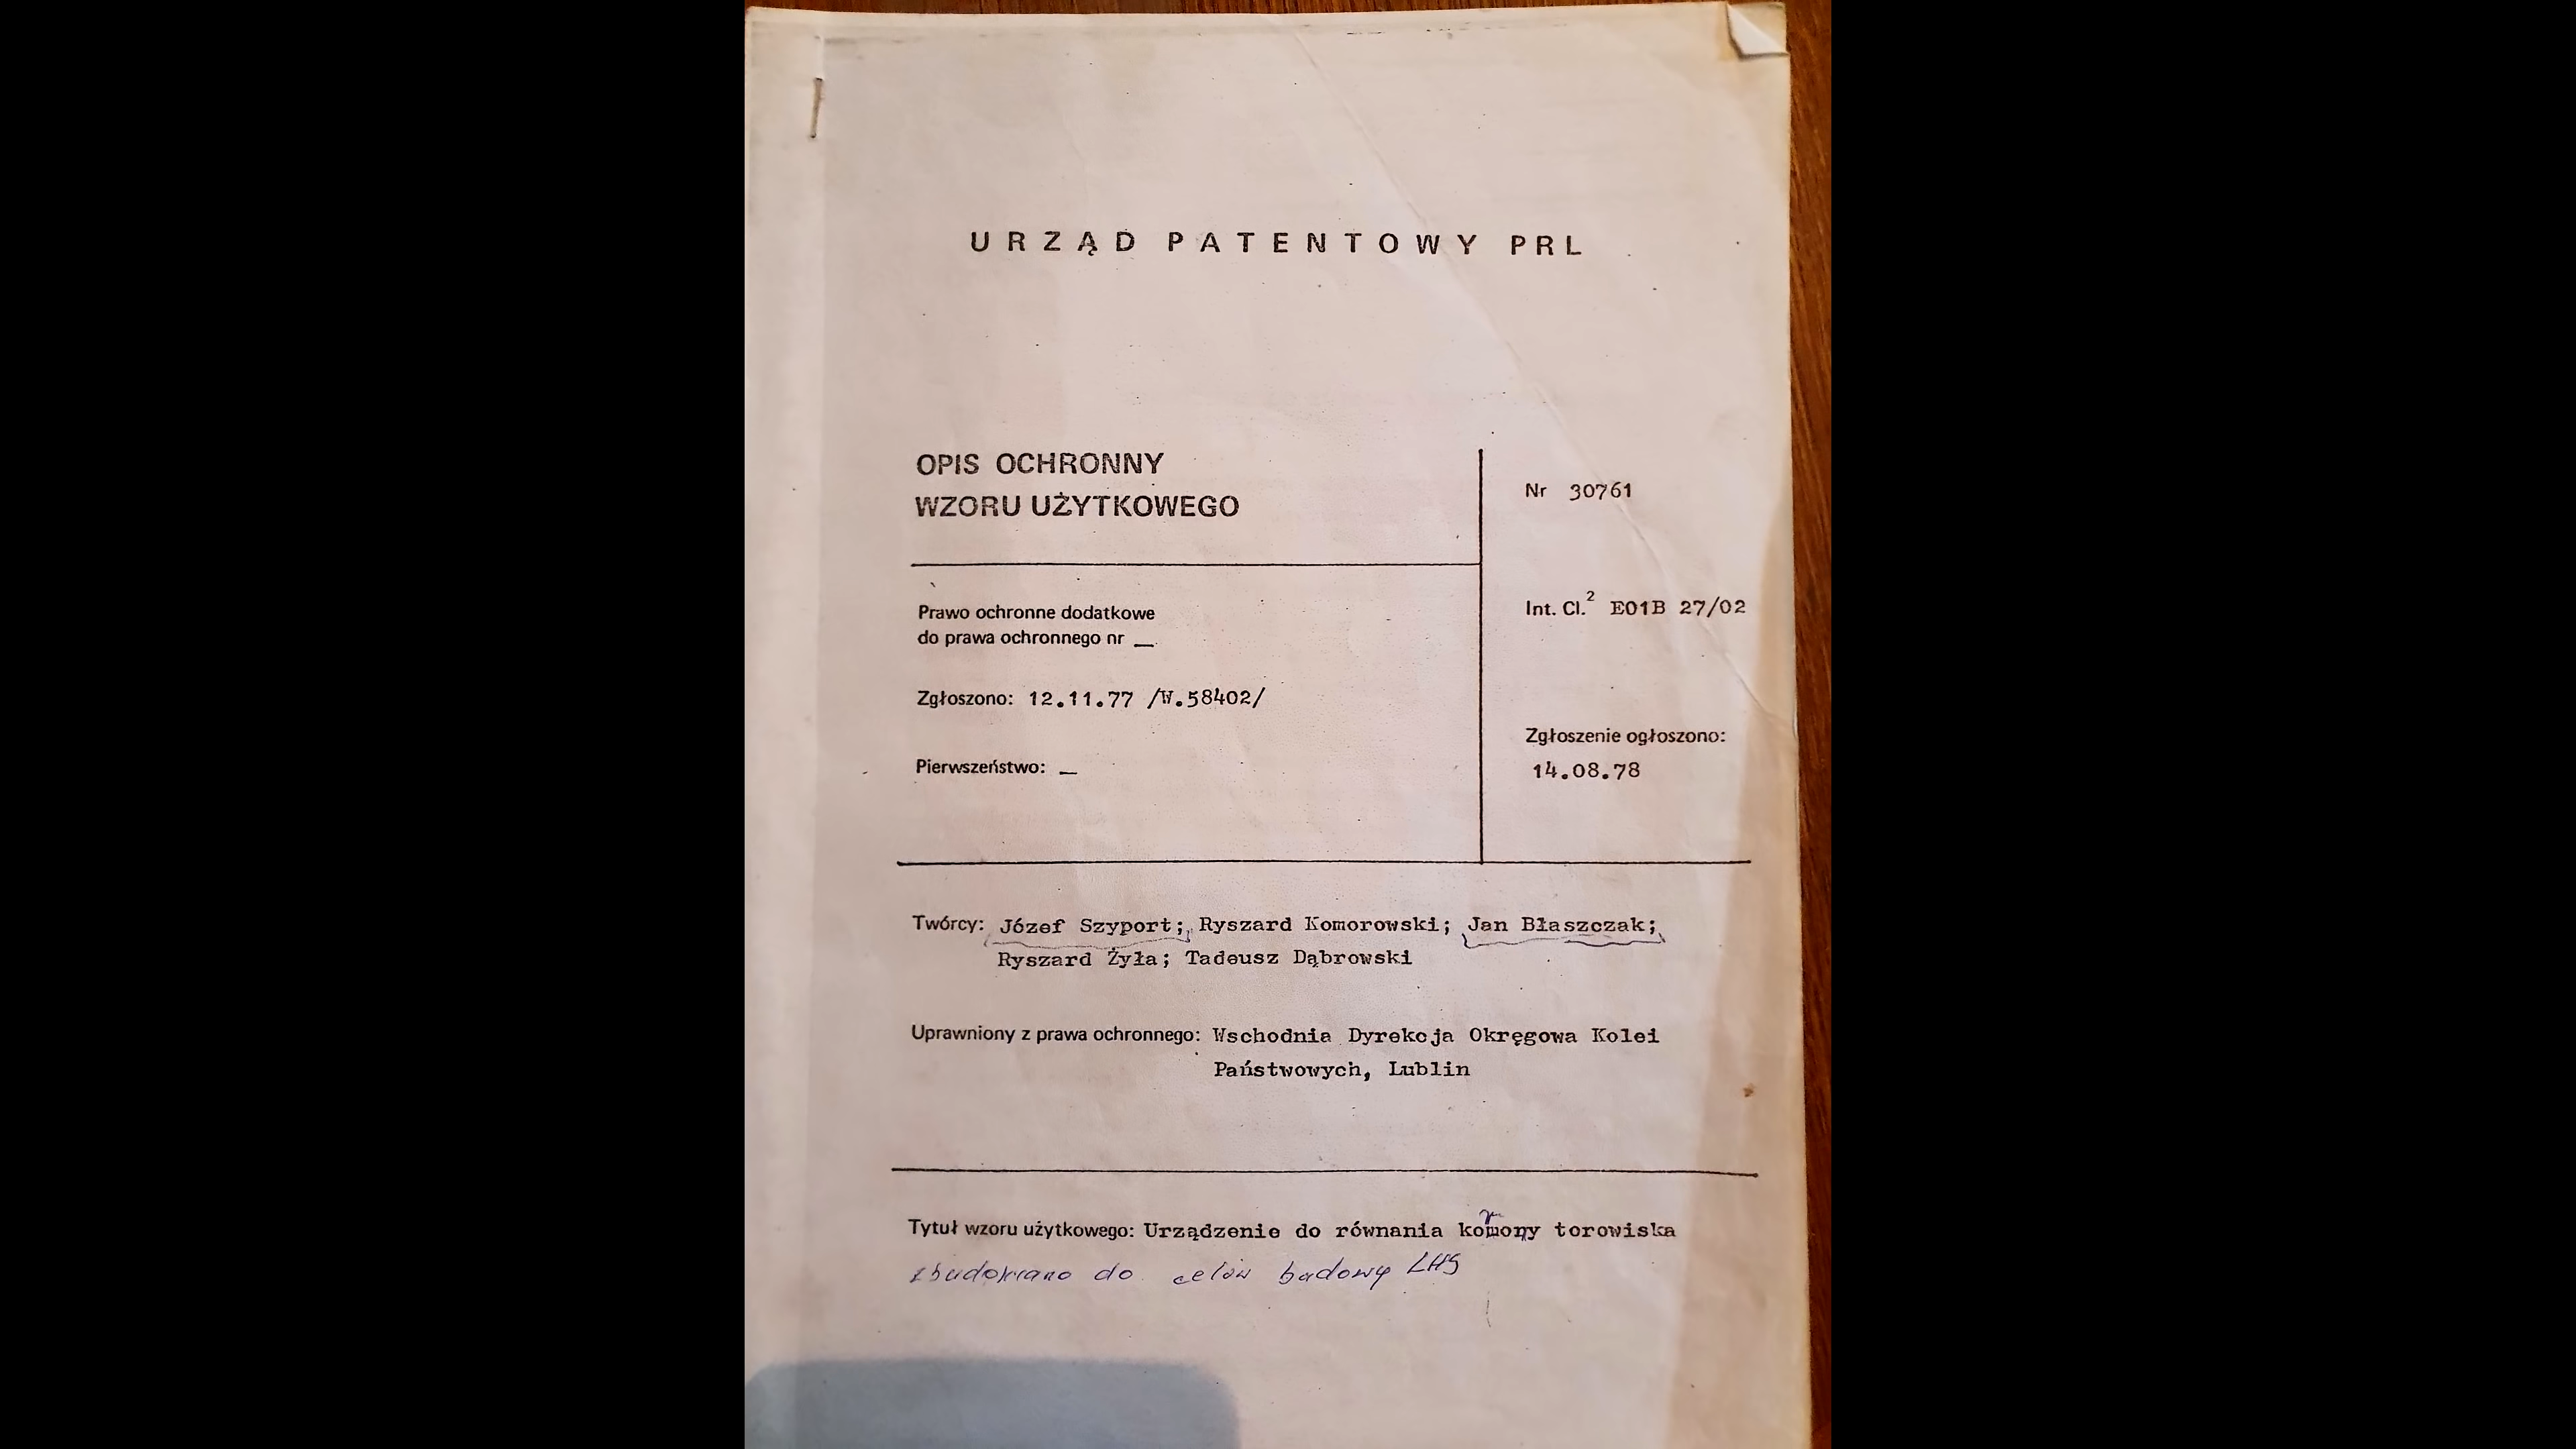 URZĄD PATENTOWY PRL
OPIS OCHRONNY
WZORU UŻYTKOWEGO
Nr 30761
Prawo ochronne dodatkowe
do prawa ochronnego nr —
Int. Cl.² E01B 27/02
Zgłoszono: 12.11.77 /W.58402/
Zgłoszenie ogłoszono:
14.08.78
Pierwszeństwo: —
Twórcy: Józef Szyport; Ryszard Komorowski; Jan Błaszczak;
Ryszard Żyła; Tadeusz Dąbrowski
Uprawniony z prawa ochronnego: Wschodnia Dyrekcja Okręgowa Kolei
Państwowych, Lublin
Tytuł wzoru użytkowego: Urządzenie do równania korony torowiska
zbudowano do celów budowy LHS